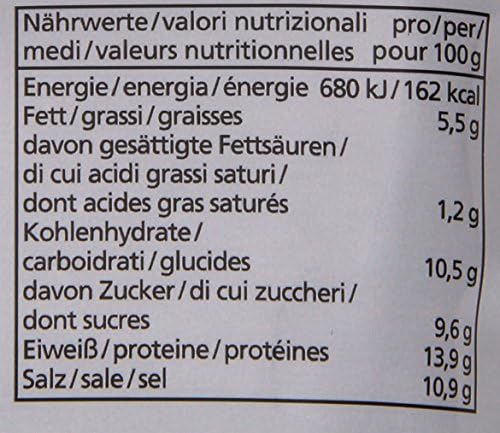 Nährwerte/valori nutrizionali pro/per/
medi/valeurs nutritionnelles pour 100g
Energie/energia/énergie 680 kJ/162 kcal
Fett/grassi/graisses 5,5 g
davon gesättigte Fettsäuren/
di cui acidi grassi saturi/
dont acides gras saturés 1,2 g
Kohlenhydrate/
carboidrati/glucides 10,5 g
davon Zucker/di cui zuccheri/
dont sucres 9,6 g
Eiweiß/proteine/protéines 13,9 g
Salz/sale/sel 10,9 g